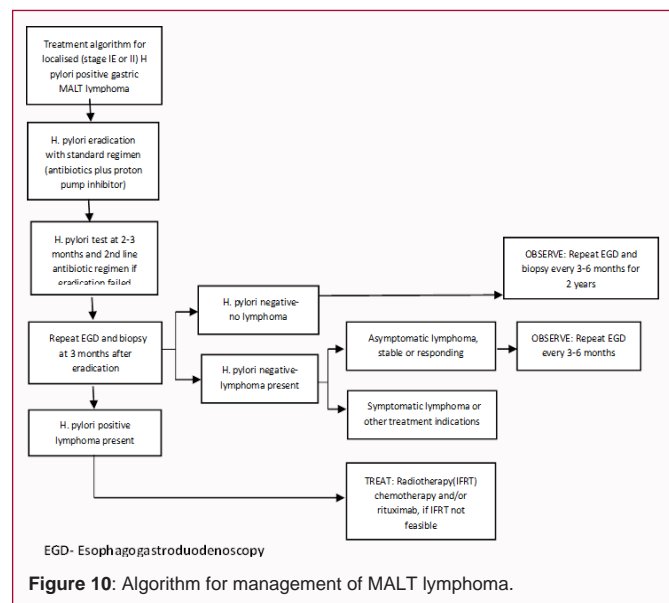 Treatment algorithm for
localised (stage IE or II) H
pylori positive gastric
MALT lymphoma
H. pylori eradication
with standard regimen
(antibiotics plus proton
pump inhibitor)
H. pylori test at 2-3
months and 2nd line
antibiotic regimen if
eradication failed
Repeat EGD and biopsy
at 3 months after
eradication
H. pylori negative-
no lymphoma
OBSERVE: Repeat EGD and
biopsy every 3-6 months for
2 years
H. pylori negative-
lymphoma present
Asymptomatic lymphoma,
stable or responding
OBSERVE: Repeat EGD
every 3-6 months
Symptomatic lymphoma or
other treatment indications
H. pylori positive
lymphoma present
TREAT: Radiotherapy(IFRT)
chemotherapy and/or
rituximab, if IFRT not
feasible
EGD- Esophagogastroduodenoscopy
Figure 10: Algorithm for management of MALT lymphoma.